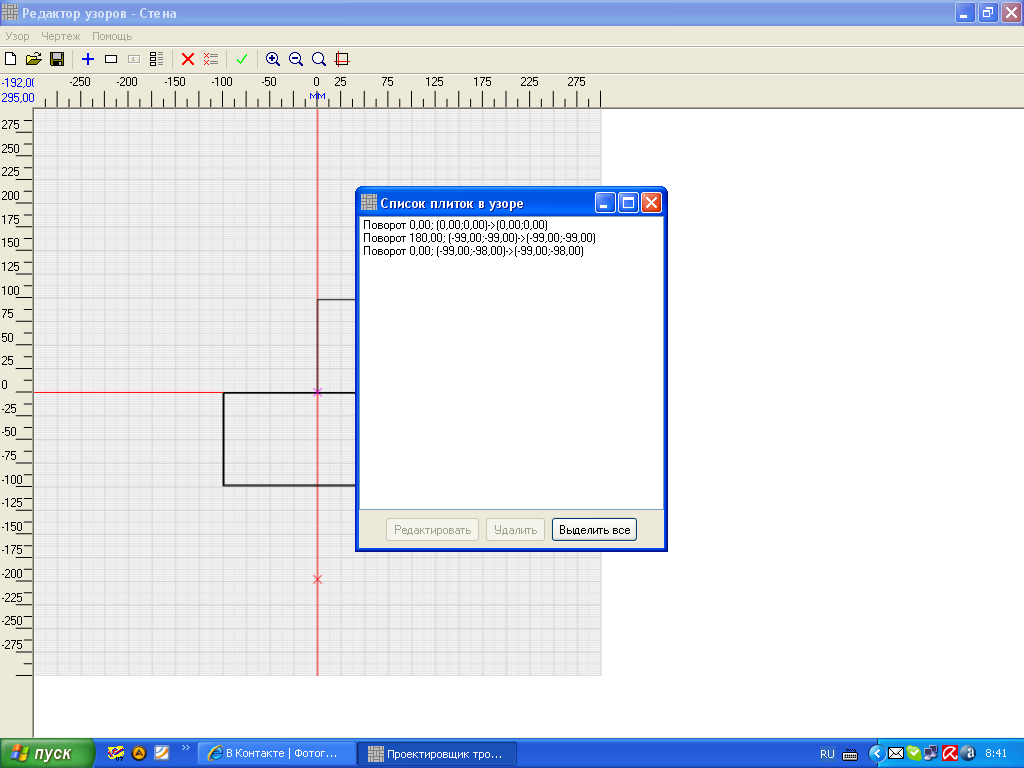 Редактор узоров - Стена
Узор Чертеж Помощь
-192,00 -250 -200 -150 -100 -50 0 25 75 125 175 225 275
295,00 мм
275
250
225
200
175
150
125
100
75
50
25
0
-25
-50
-75
-100
-125
-150
-175
-200
-225
-250
-275
Список плиток в узоре
Поворот 0,00; (0,00;0,00)->(0,00;0,00)
Поворот 180,00; (-99,00;-99,00)->(-99,00;-99,00)
Поворот 0,00; (-99,00;-98,00)->(-99,00;-98,00)
Редактировать Удалить Выделить все
пуск В Контакте | Фотог... Проектировщик тро... RU 8:41